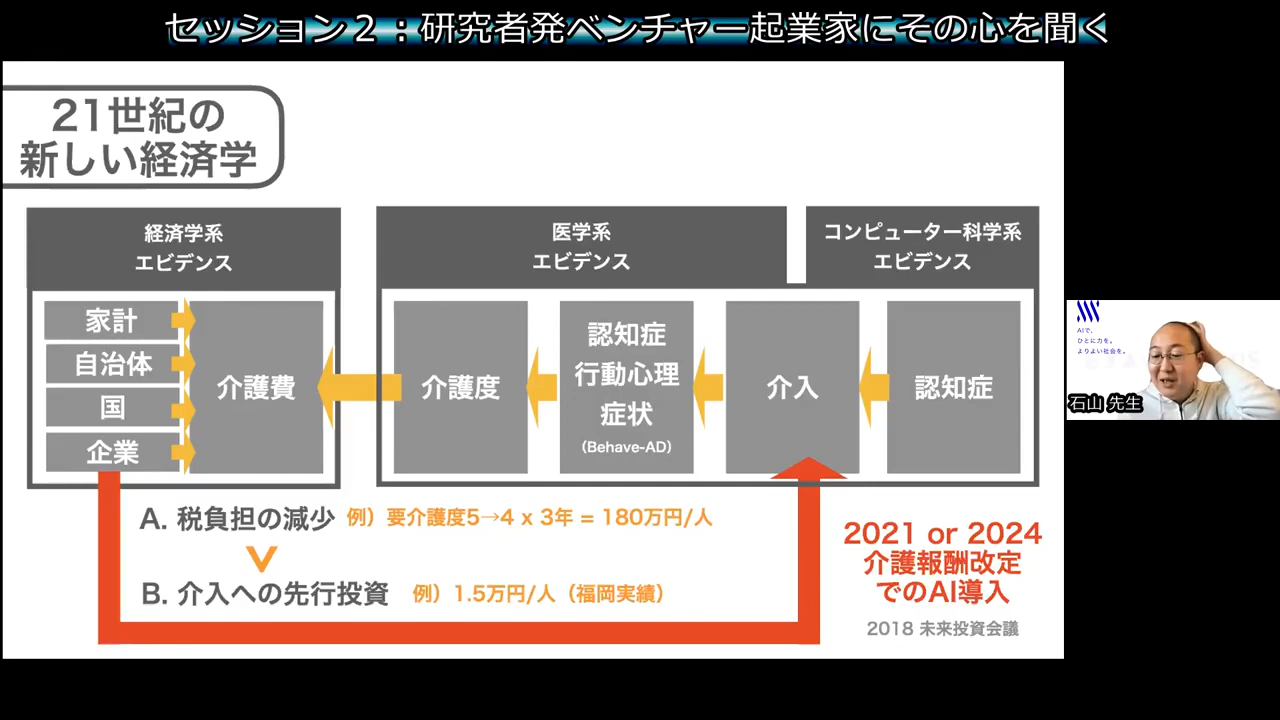 セッション２：研究者発ベンチャー起業家にその心を聞く
21世紀の
新しい経済学
経済学系
エビデンス
医学系
エビデンス
コンピューター科学系
エビデンス
家計
自治体
国
企業
介護費
介護度
認知症
行動心理
症状
（Behave-AD）
介入
認知症
A. 税負担の減少
例）要介護度5→4 x 3年 = 180万円/人
B. 介入への先行投資
例）1.5万円/人（福岡実績）
2021 or 2024
介護報酬改定
でのAI導入
2018 未来投資会議
AIで、
ひとに力を。
よりよい社会を。
石山 先生